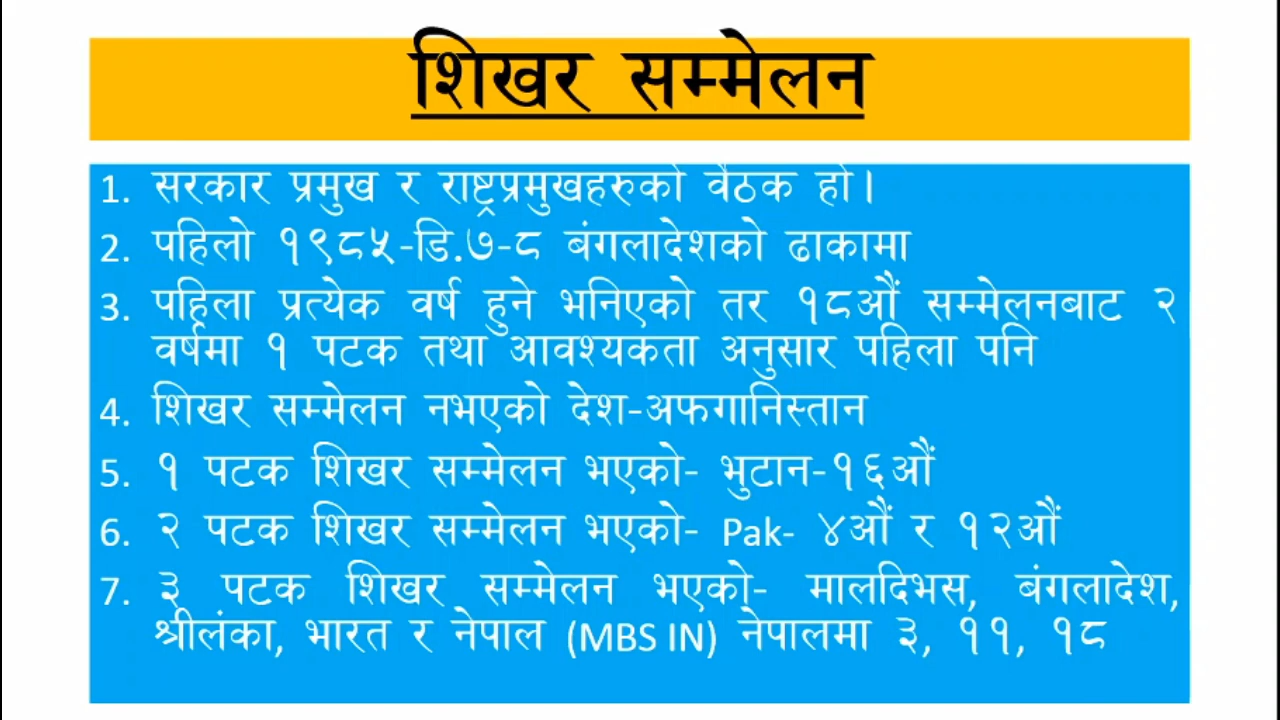 शिखर सम्मेलन
1. सरकार प्रमुख र राष्ट्रप्रमुखहरुको वैठक हो।
2. पहिलो १९८५-डि.७-८ बंगलादेशको ढाकामा
3. पहिला प्रत्येक वर्ष हुने भनिएको तर १८औं सम्मेलनबाट २
वर्षमा १ पटक तथा आवश्यकता अनुसार पहिला पनि
4. शिखर सम्मेलन नभएको देश-अफगानिस्तान
5. १ पटक शिखर सम्मेलन भएको- भुटान-१६औं
6. २ पटक शिखर सम्मेलन भएको- Pak- ४औं र १२औं
7. ३ पटक शिखर सम्मेलन भएको- मालदिभस, बंगलादेश,
श्रीलंका, भारत र नेपाल (MBS IN) नेपालमा ३, ११, १८